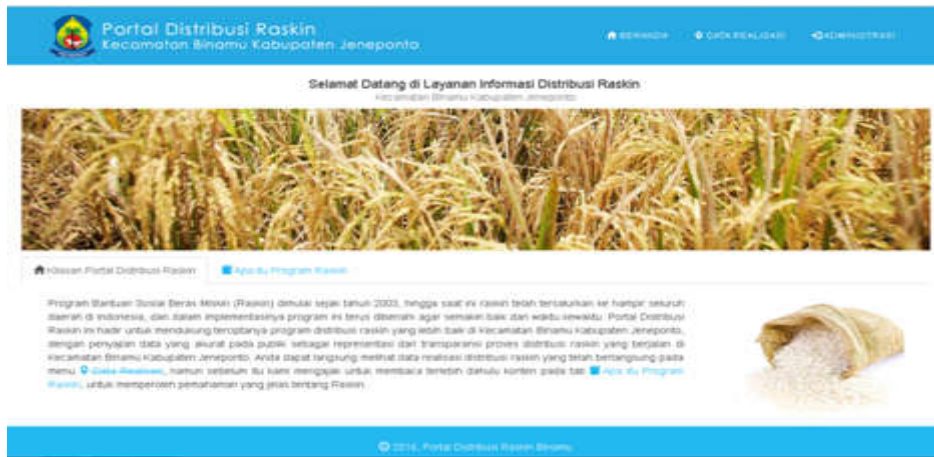 Portal Distribusi Raskin
Kecamatan Binamu Kabupaten Jeneponto
BERANDA DATA REALISASI ADMINISTRASI
Selamat Datang di Layanan Informasi Distribusi Raskin
Kecamatan Binamu Kabupaten Jeneponto
Kilasan Portal Distribusi Raskin Apa itu Program Raskin
Program Bantuan Sosial Beras Miskin (Raskin) dimulai sejak tahun 2003, hingga saat ini raskin telah tersalurkan ke hampir seluruh
daerah di Indonesia, dan dalam implementasinya program ini terus dibenahi agar semakin baik dari waktu-kewaktu. Portal Distribusi
Raskin ini hadir untuk mendukung terciptanya program distribusi raskin yang lebih baik di Kecamatan Binamu Kabupaten Jeneponto,
dengan penyajian data yang akurat pada publik sebagai representasi dari transparansi proses distribusi raskin yang berjalan di
Kecamatan Binamu Kabupaten Jeneponto. Anda dapat langsung melihat data realisasi distribusi raskin yang telah berlangsung pada
menu Data Realisasi, namun sebelum itu kami mengajak untuk membaca terlebih dahulu konten pada tab Apa itu Program
Raskin, untuk memperoleh pemahaman yang jelas tentang Raskin.
© 2016, Portal Distribusi Raskin Binamu